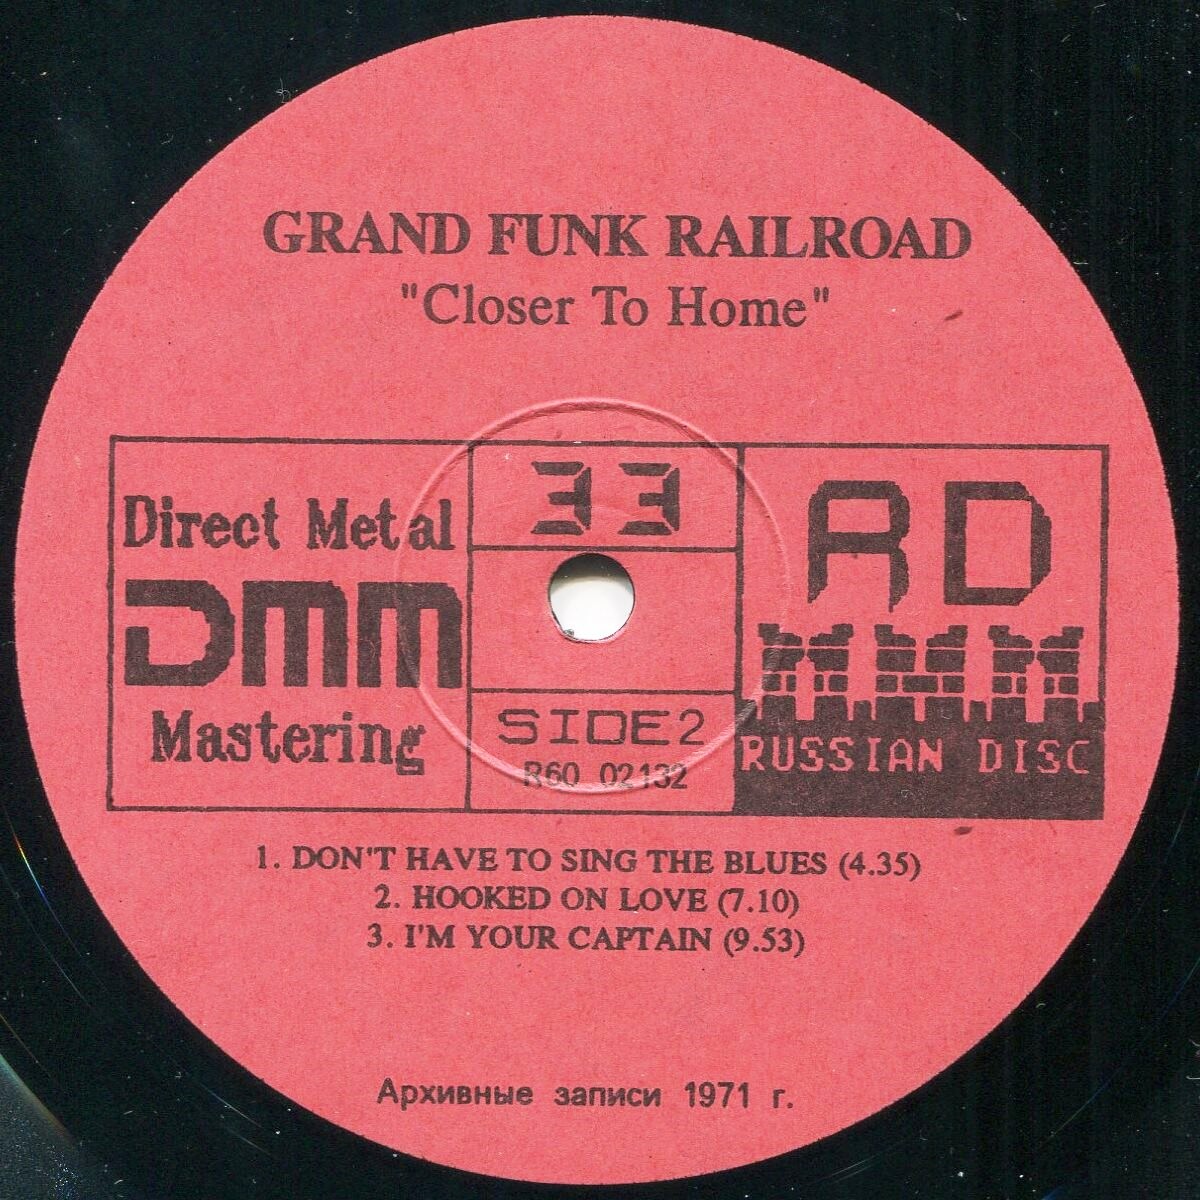 GRAND FUNK RAILROAD
"Closer To Home"
Direct Metal
DMM
Mastering
33
SIDE2
R60 02132
RD
RUSSIAN DISC
1. DON'T HAVE TO SING THE BLUES (4.35)
2. HOOKED ON LOVE (7.10)
3. I'M YOUR CAPTAIN (9.53)
Архивные записи 1971 г.